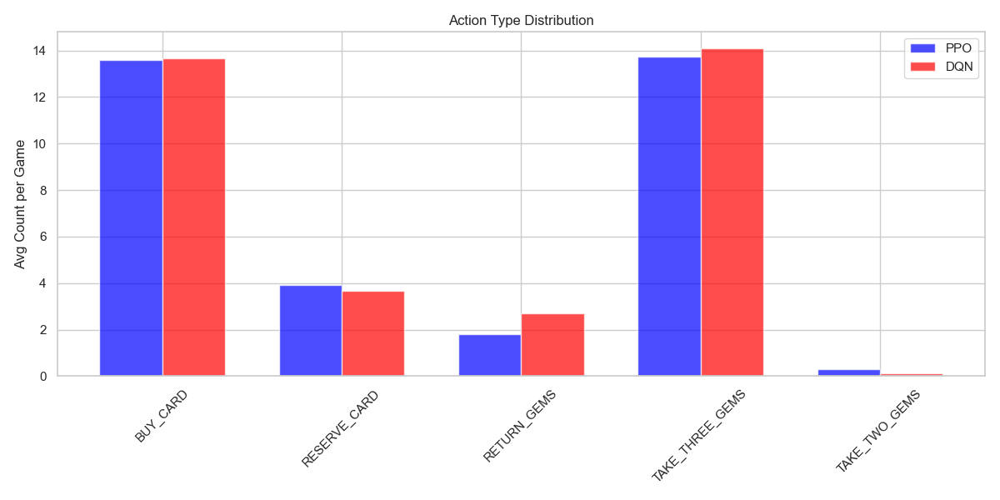 Action Type Distribution
PPO
DQN
Avg Count per Game
14
12
10
8
6
4
2
0
BUY_CARD
RESERVE_CARD
RETURN_GEMS
TAKE_THREE_GEMS
TAKE_TWO_GEMS